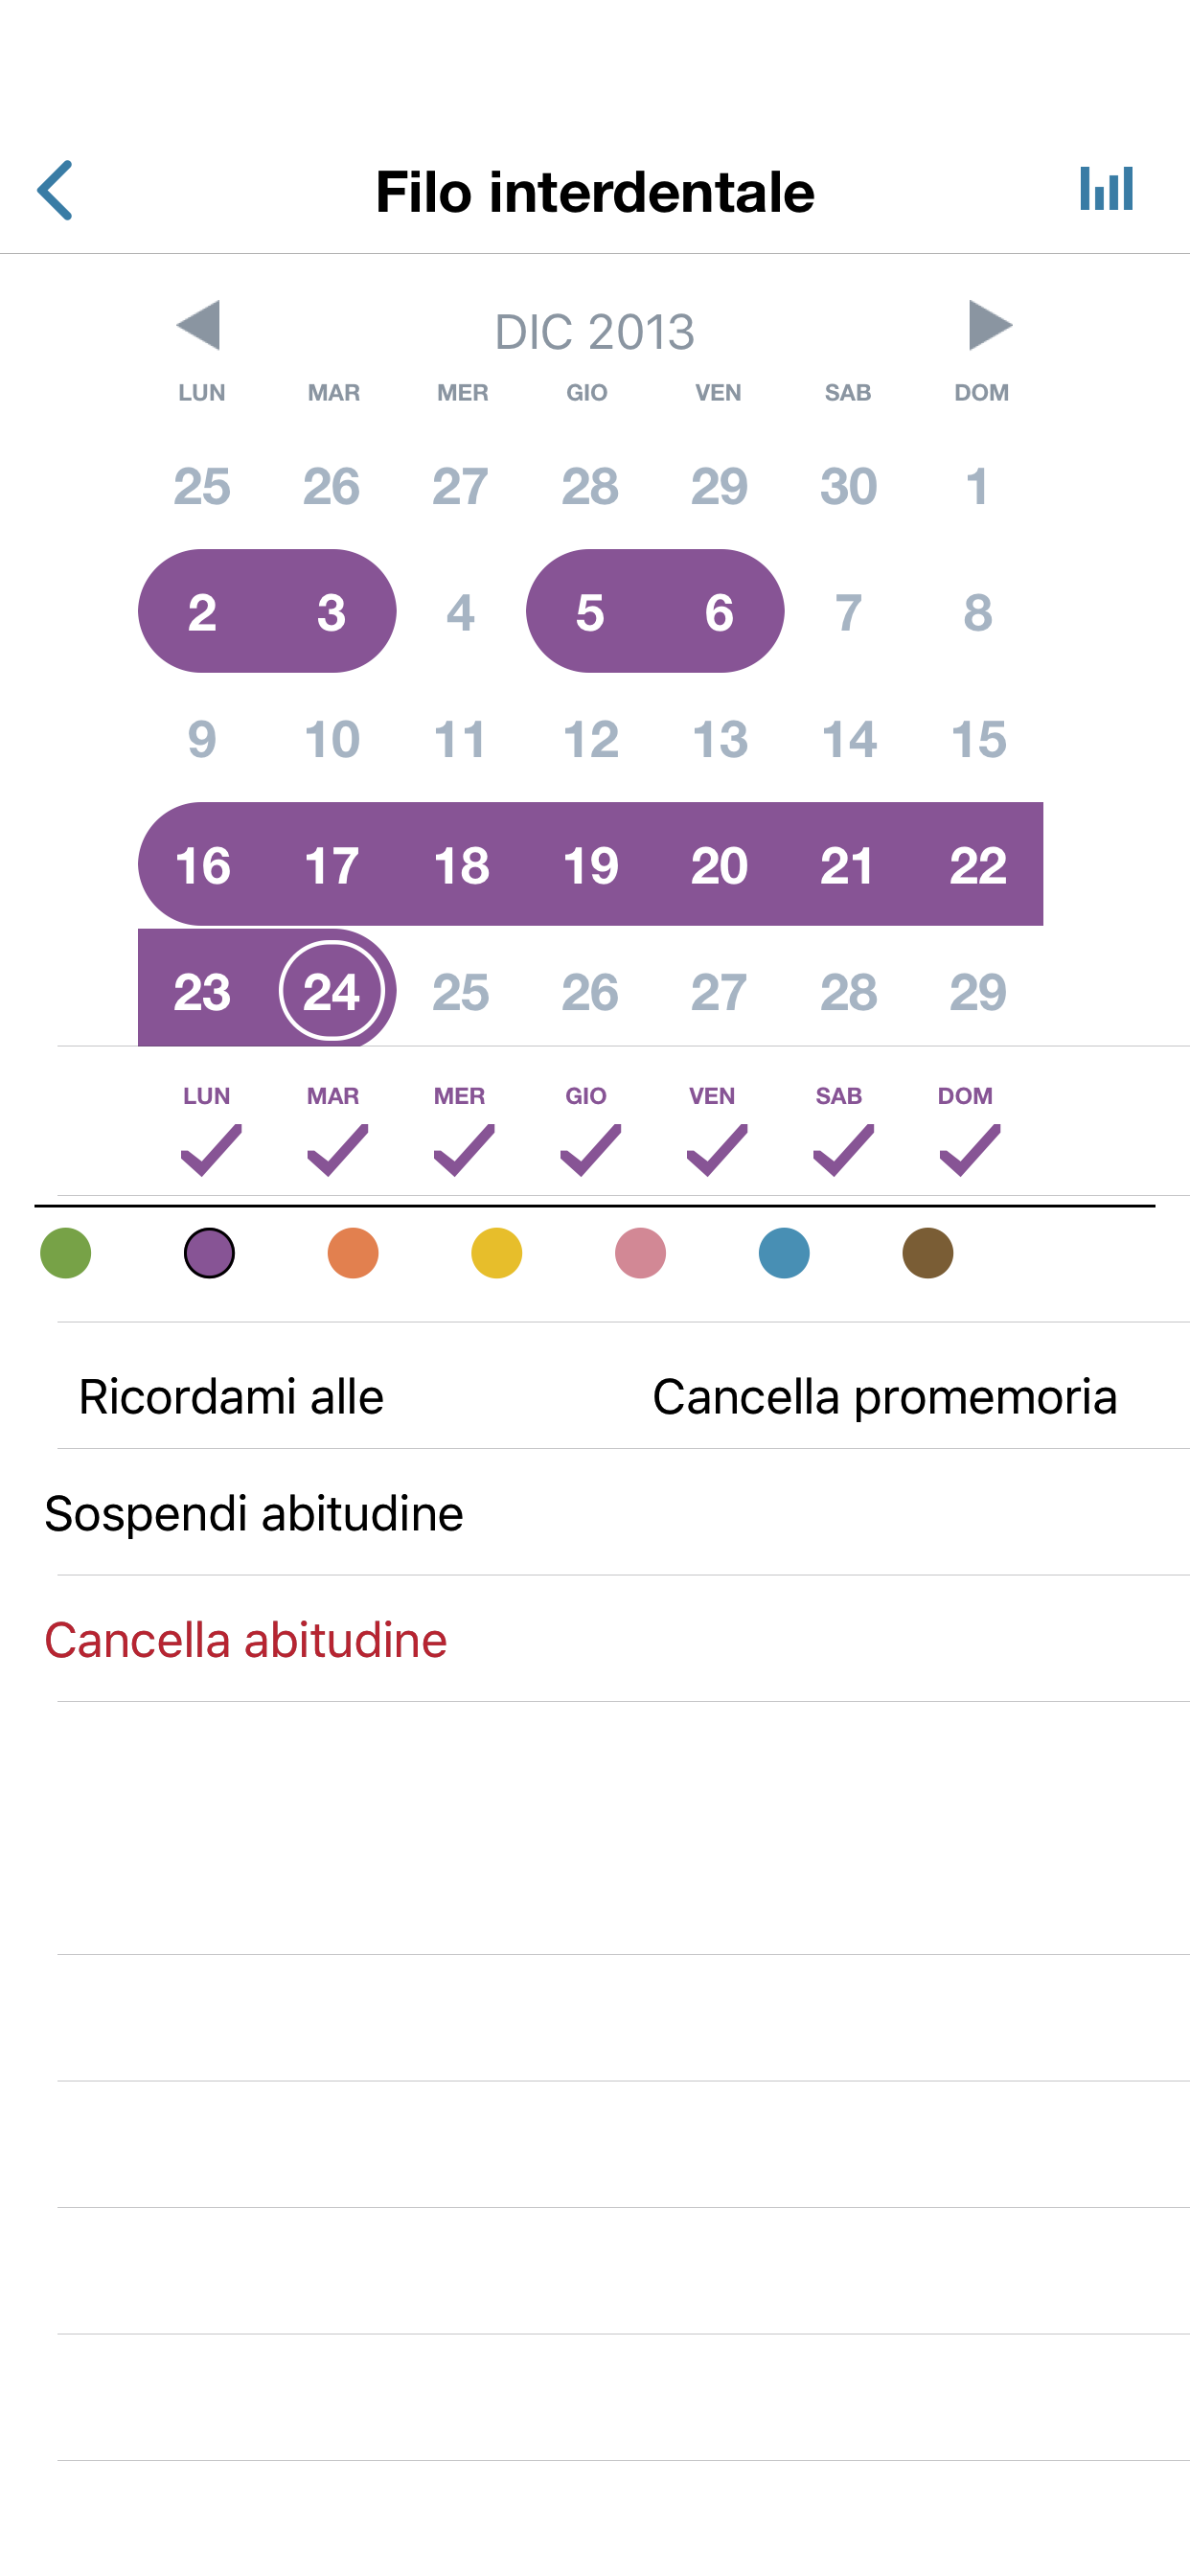 Filo interdentale
DIC 2013
LUN MAR MER GIO VEN SAB DOM
25 26 27 28 29 30 1
2 3 4 5 6 7 8
9 10 11 12 13 14 15
16 17 18 19 20 21 22
23 24 25 26 27 28 29
LUN MAR MER GIO VEN SAB DOM
Ricordami alle Cancella promemoria
Sospendi abitudine
Cancella abitudine